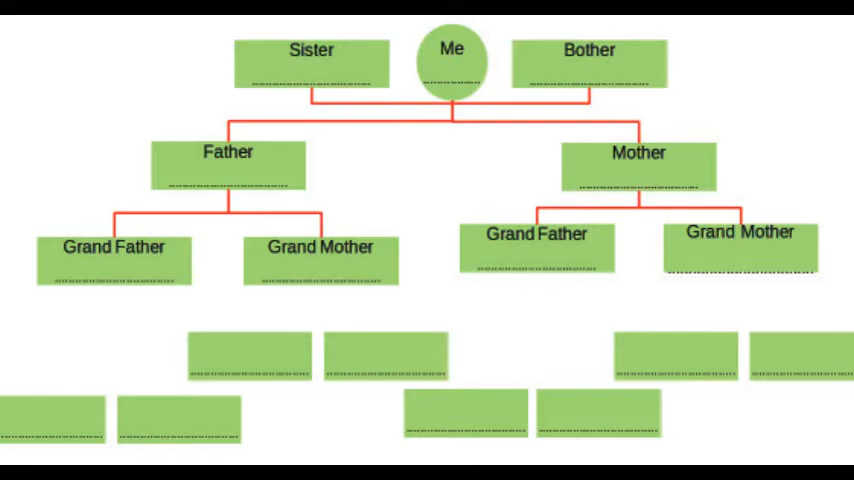 Sister
Me
Bother
Father
Mother
Grand Father
Grand Mother
Grand Father
Grand Mother